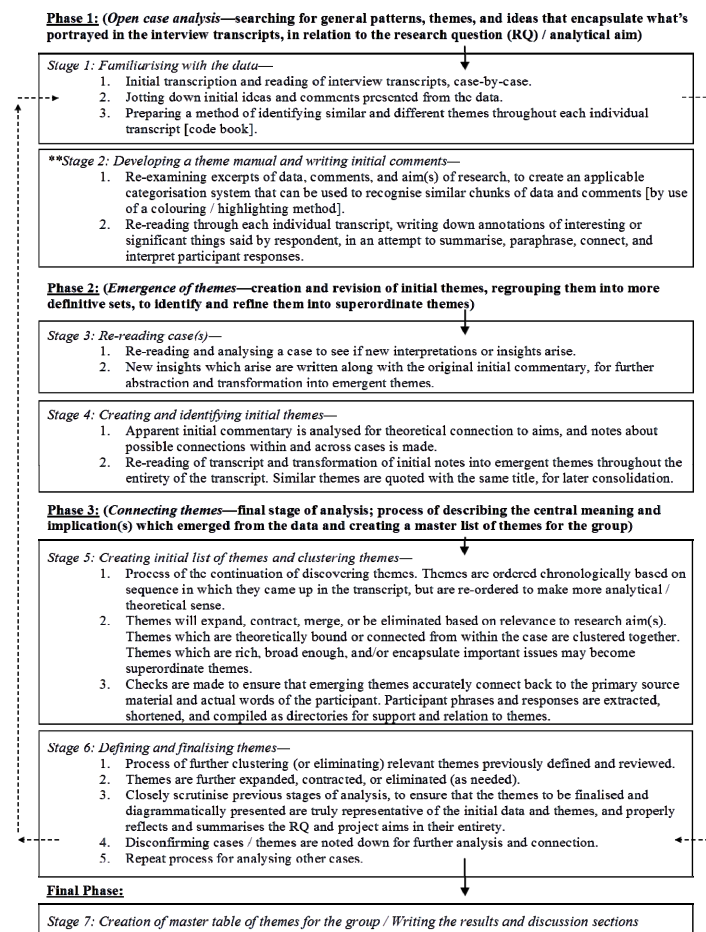 Phase 1: (Open case analysis—searching for general patterns, themes, and ideas that encapsulate what's
portrayed in the interview transcripts, in relation to the research question (RQ) / analytical aim)
Stage 1: Familiarising with the data—
1. Initial transcription and reading of interview transcripts, case-by-case.
2. Jotting down initial ideas and comments presented from the data.
3. Preparing a method of identifying similar and different themes throughout each individual
transcript [code book].
**Stage 2: Developing a theme manual and writing initial comments—
1. Re-examining excerpts of data, comments, and aim(s) of research, to create an applicable
categorisation system that can be used to recognise similar chunks of data and comments [by use
of a colouring / highlighting method].
2. Re-reading through each individual transcript, writing down annotations of interesting or
significant things said by respondent, in an attempt to summarise, paraphrase, connect, and
interpret participant responses.
Phase 2: (Emergence of themes—creation and revision of initial themes, regrouping them into more
definitive sets, to identify and refine them into superordinate themes)
Stage 3: Re-reading case(s)—
1. Re-reading and analysing a case to see if new interpretations or insights arise.
2. New insights which arise are written along with the original initial commentary, for further
abstraction and transformation into emergent themes.
Stage 4: Creating and identifying initial themes—
1. Apparent initial commentary is analysed for theoretical connection to aims, and notes about
possible connections within and across cases is made.
2. Re-reading of transcript and transformation of initial notes into emergent themes throughout the
entirety of the transcript. Similar themes are quoted with the same title, for later consolidation.
Phase 3: (Connecting themes—final stage of analysis; process of describing the central meaning and
implication(s) which emerged from the data and creating a master list of themes for the group)
Stage 5: Creating initial list of themes and clustering themes—
1. Process of the continuation of discovering themes. Themes are ordered chronologically based on
sequence in which they came up in the transcript, but are re-ordered to make more analytical /
theoretical sense.
2. Themes will expand, contract, merge, or be eliminated based on relevance to research aim(s).
Themes which are theoretically bound or connected from within the case are clustered together.
Themes which are rich, broad enough, and/or encapsulate important issues may become
superordinate themes.
3. Checks are made to ensure that emerging themes accurately connect back to the primary source
material and actual words of the participant. Participant phrases and responses are extracted,
shortened, and compiled as directories for support and relation to themes.
Stage 6: Defining and finalising themes—
1. Process of further clustering (or eliminating) relevant themes previously defined and reviewed.
2. Themes are further expanded, contracted, or eliminated (as needed).
3. Closely scrutinise previous stages of analysis, to ensure that the themes to be finalised and
diagrammatically presented are truly representative of the initial data and themes, and properly
reflects and summarises the RQ and project aims in their entirety.
4. Disconfirming cases / themes are noted down for further analysis and connection.
5. Repeat process for analysing other cases.
Final Phase:
Stage 7: Creation of master table of themes for the group / Writing the results and discussion sections